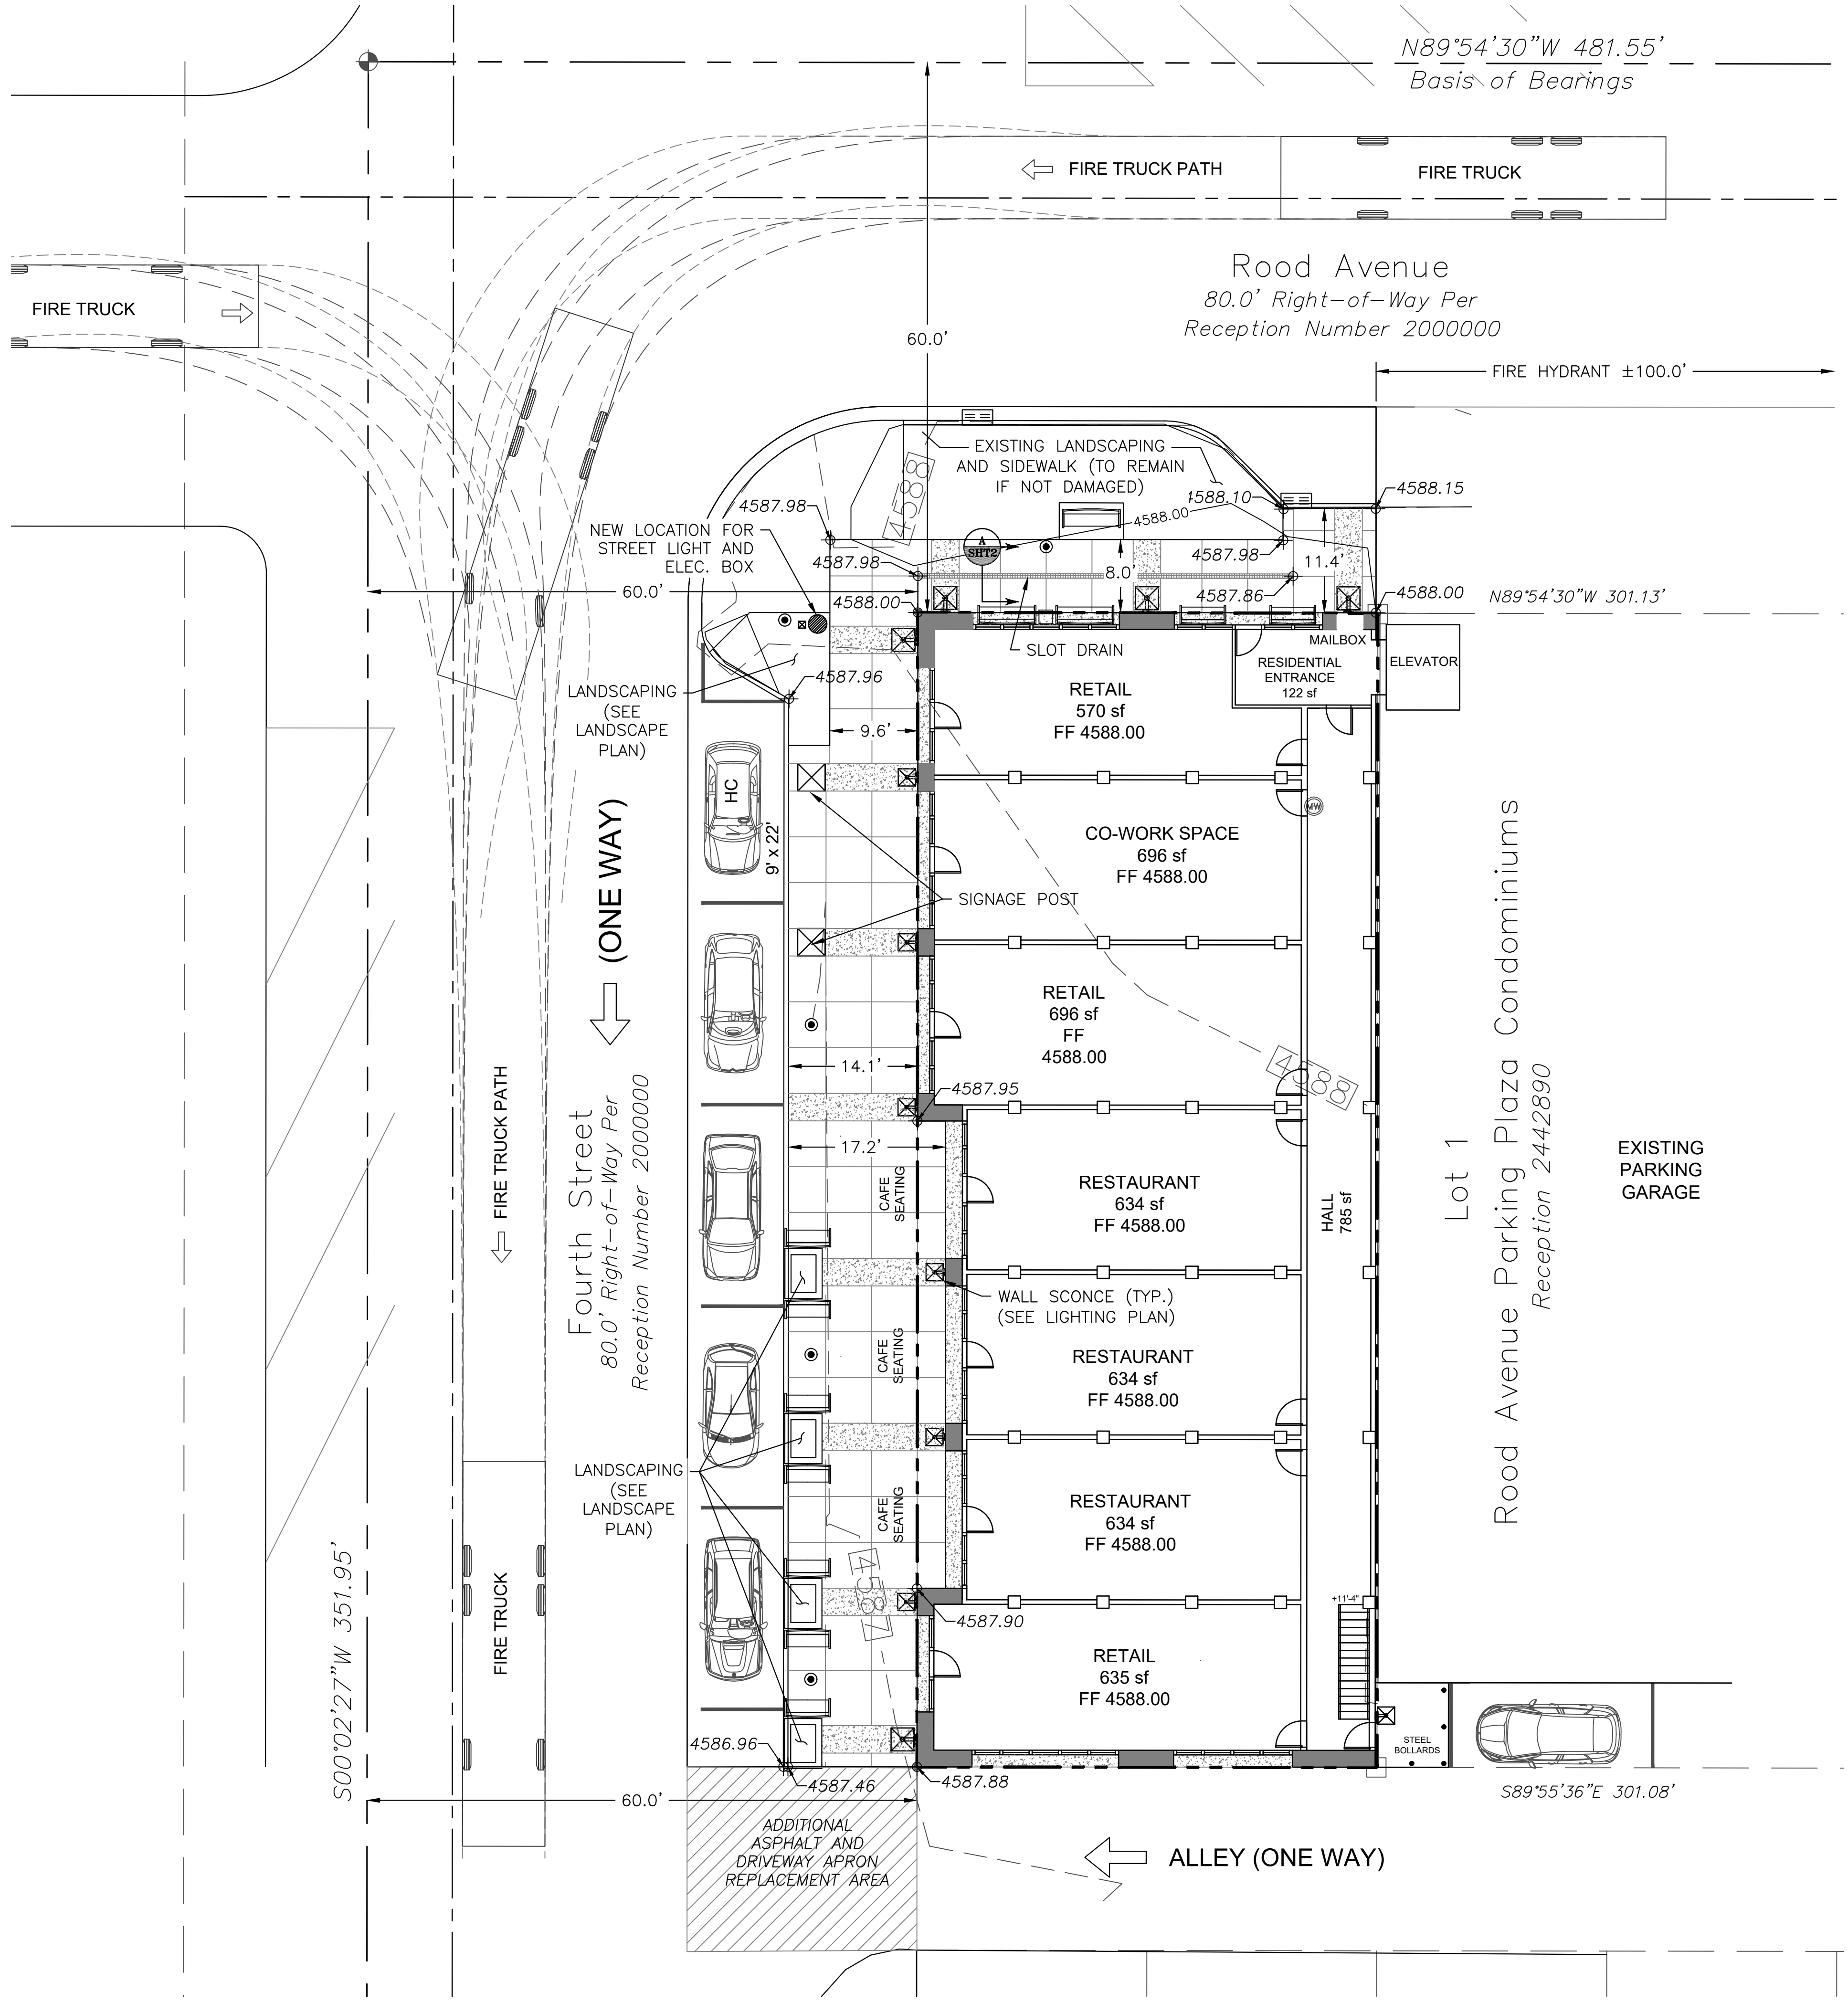 N89°54'30"W 481.55'
Basis of Bearings
FIRE TRUCK PATH
FIRE TRUCK
Rood Avenue
80.0' Right-of-Way Per
Reception Number 2000000
FIRE TRUCK
60.0'
FIRE HYDRANT ±100.0'
EXISTING LANDSCAPING
AND SIDEWALK (TO REMAIN
IF NOT DAMAGED)
4588
4588.10
4588.15
4588.00
4587.98
NEW LOCATION FOR
STREET LIGHT AND
ELEC. BOX
A
SHT2
4587.98
4587.98
11.4'
8.0'
60.0'
4587.86
4588.00
4588.00
N89°54'30"W 301.13'
SLOT DRAIN
MAILBOX
RESIDENTIAL
ENTRANCE
122 sf
ELEVATOR
4587.96
LANDSCAPING
(SEE
LANDSCAPE
PLAN)
RETAIL
570 sf
FF 4588.00
9.6'
HC
9' x 22'
(ONE WAY)
MW
CO-WORK SPACE
696 sf
FF 4588.00
SIGNAGE POST
RETAIL
696 sf
FF
4588.00
14.1'
4588
4587.95
FIRE TRUCK PATH
Fourth Street
80.0' Right-of-Way Per
Reception Number 2000000
17.2'
CAFE
SEATING
RESTAURANT
634 sf
FF 4588.00
HALL
785 sf
Lot 1
Rood Avenue Parking Plaza Condominiums
Reception 2442890
EXISTING
PARKING
GARAGE
WALL SCONCE (TYP.)
(SEE LIGHTING PLAN)
CAFE
SEATING
RESTAURANT
634 sf
FF 4588.00
LANDSCAPING
(SEE
LANDSCAPE
PLAN)
CAFE
SEATING
RESTAURANT
634 sf
FF 4588.00
4587
4587.90
+11'-4"
S00°02'27"W 351.95'
FIRE TRUCK
RETAIL
635 sf
FF 4588.00
STEEL
BOLLARDS
4586.96
4587.46
4587.88
60.0'
S89°55'36"E 301.08'
ADDITIONAL
ASPHALT AND
DRIVEWAY APRON
REPLACEMENT AREA
ALLEY (ONE WAY)